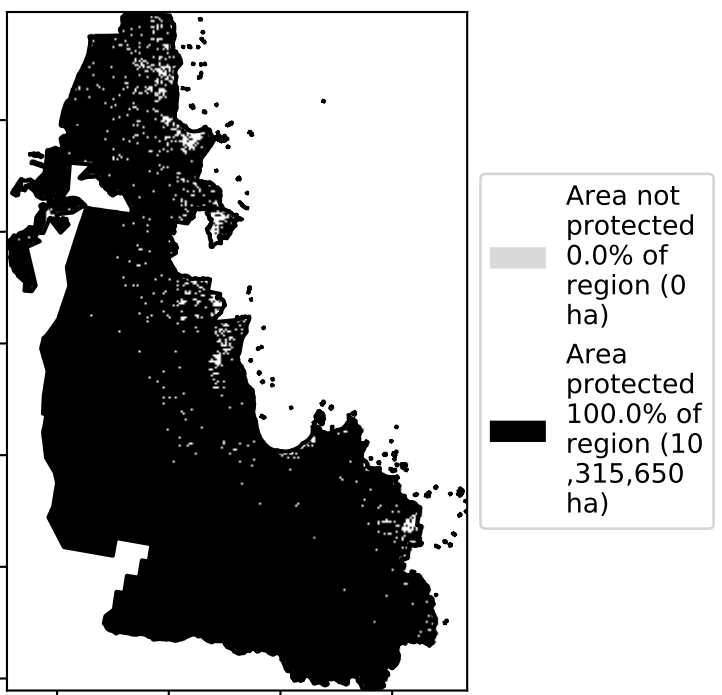 Area not
protected
0.0% of
region (0
ha)
Area
protected
100.0% of
region (10
,315,650
ha)